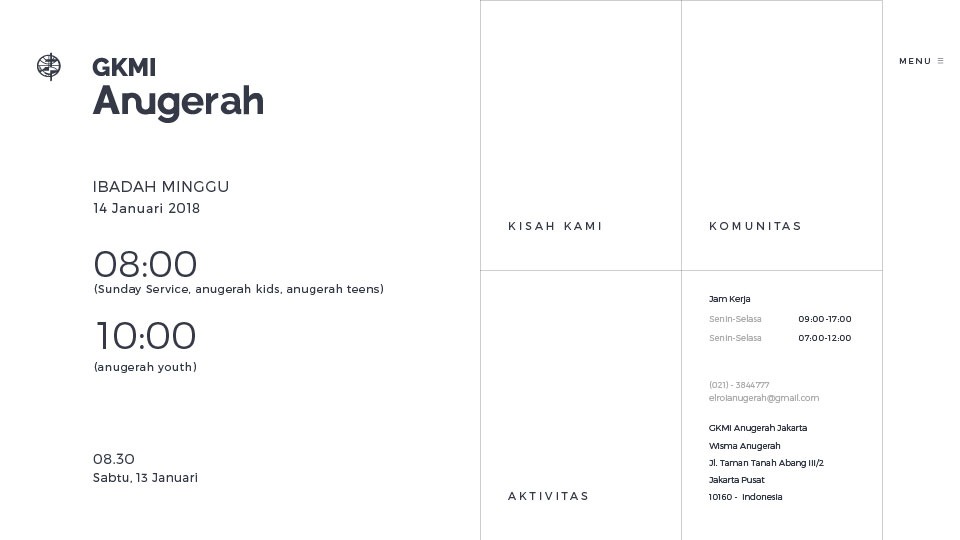 GKMI
Anugerah
IBADAH MINGGU
14 Januari 2018
08:00
(Sunday Service, anugerah kids, anugerah teens)
10:00
(anugerah youth)
08.30
Sabtu, 13 Januari
KISAH KAMI
KOMUNITAS
AKTIVITAS
Jam Kerja
Senin-Selasa 09:00-17:00
Senin-Selasa 07:00-12:00
(021) - 3844777
elroianugerah@gmail.com
GKMI Anugerah Jakarta
Wisma Anugerah
Jl. Taman Tanah Abang III/2
Jakarta Pusat
10160 - Indonesia
MENU